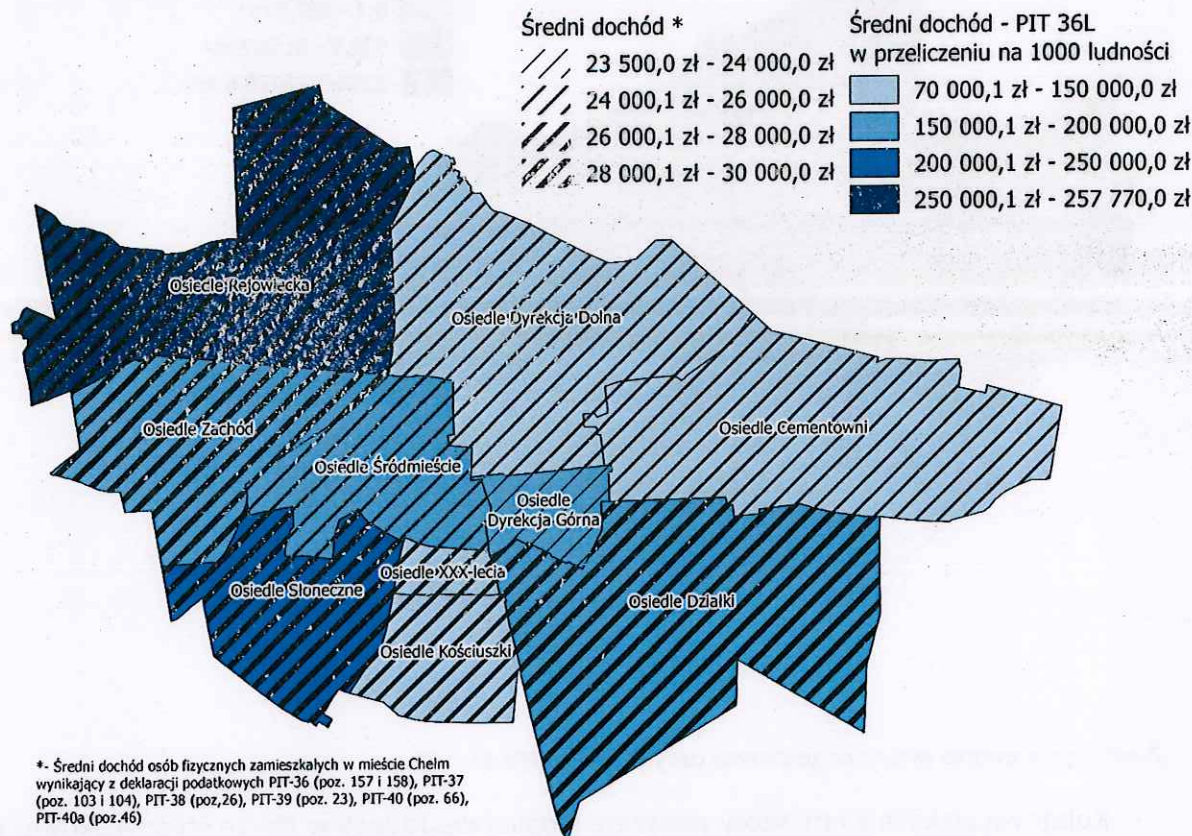 Średni dochód *
23 500,0 zł - 24 000,0 zł
24 000,1 zł - 26 000,0 zł
26 000,1 zł - 28 000,0 zł
28 000,1 zł - 30 000,0 zł
Średni dochód - PIT 36L
w przeliczeniu na 1000 ludności
70 000,1 zł - 150 000,0 zł
150 000,1 zł - 200 000,0 zł
200 000,1 zł - 250 000,0 zł
250 000,1 zł - 257 770,0 zł
Osiedle Rejowiecka
Osiedle Dyrekcja Dolna
Osiedle Zachód
Osiedle Cementowni
Osiedle Śródmieście
Osiedle
Dyrekcja Górna
Osiedle XXX-lecia
Osiedle Słoneczne
Osiedle Działki
Osiedle Kościuszki
*- Średni dochód osób fizycznych zamieszkałych w mieście Chełm
wynikający z deklaracji podatkowych PIT-36 (poz. 157 i 158), PIT-37
(poz. 103 i 104), PIT-38 (poz,26), PIT-39 (poz. 23), PIT-40 (poz. 66),
PIT-40a (poz.46)